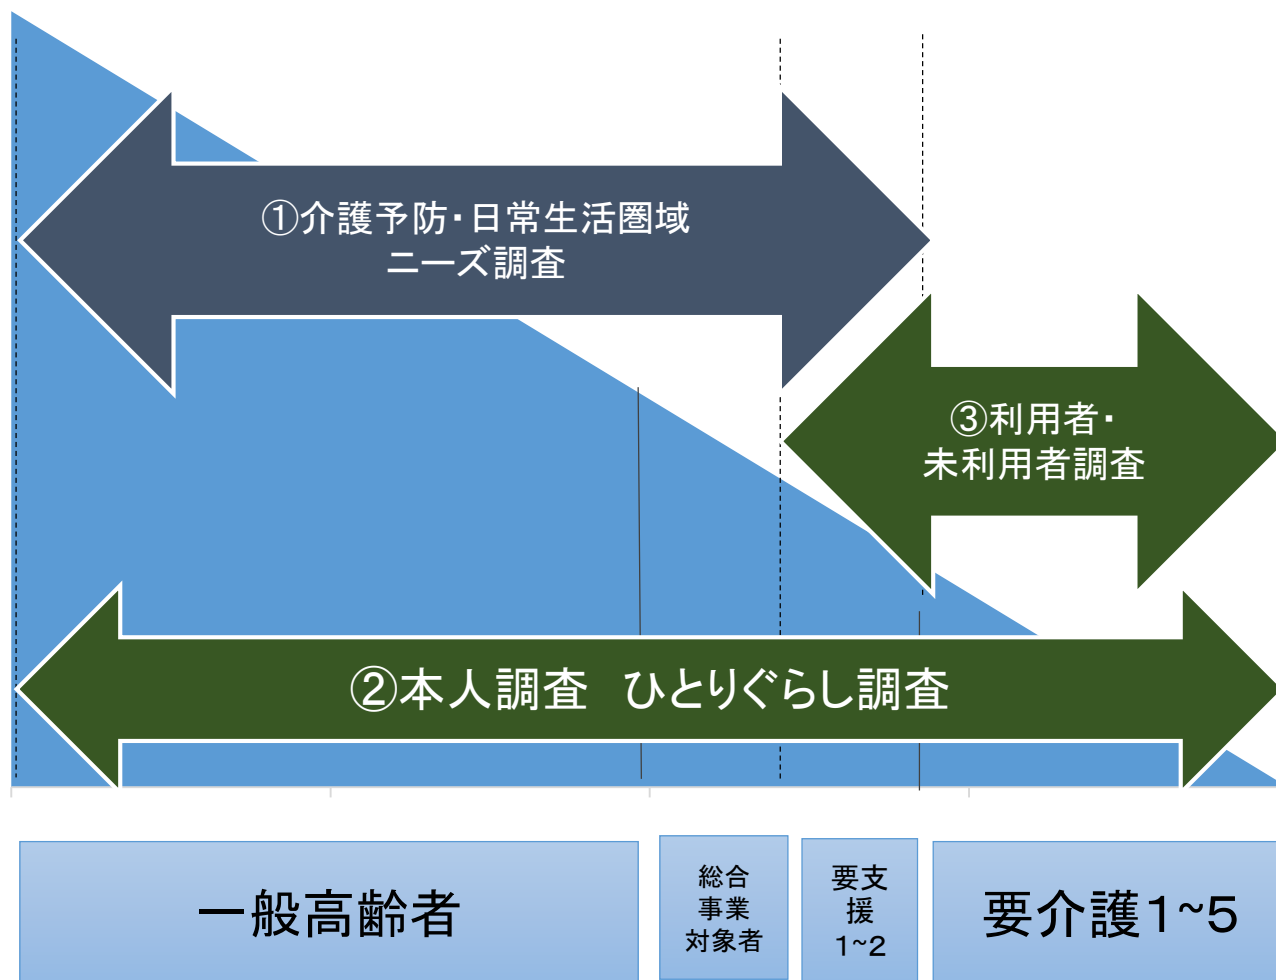 ①介護予防・日常生活圏域
ニーズ調査
③利用者・
未利用者調査
②本人調査　ひとりぐらし調査
一般高齢者
総合
事業
対象者
要支
援
1~2
要介護1~5